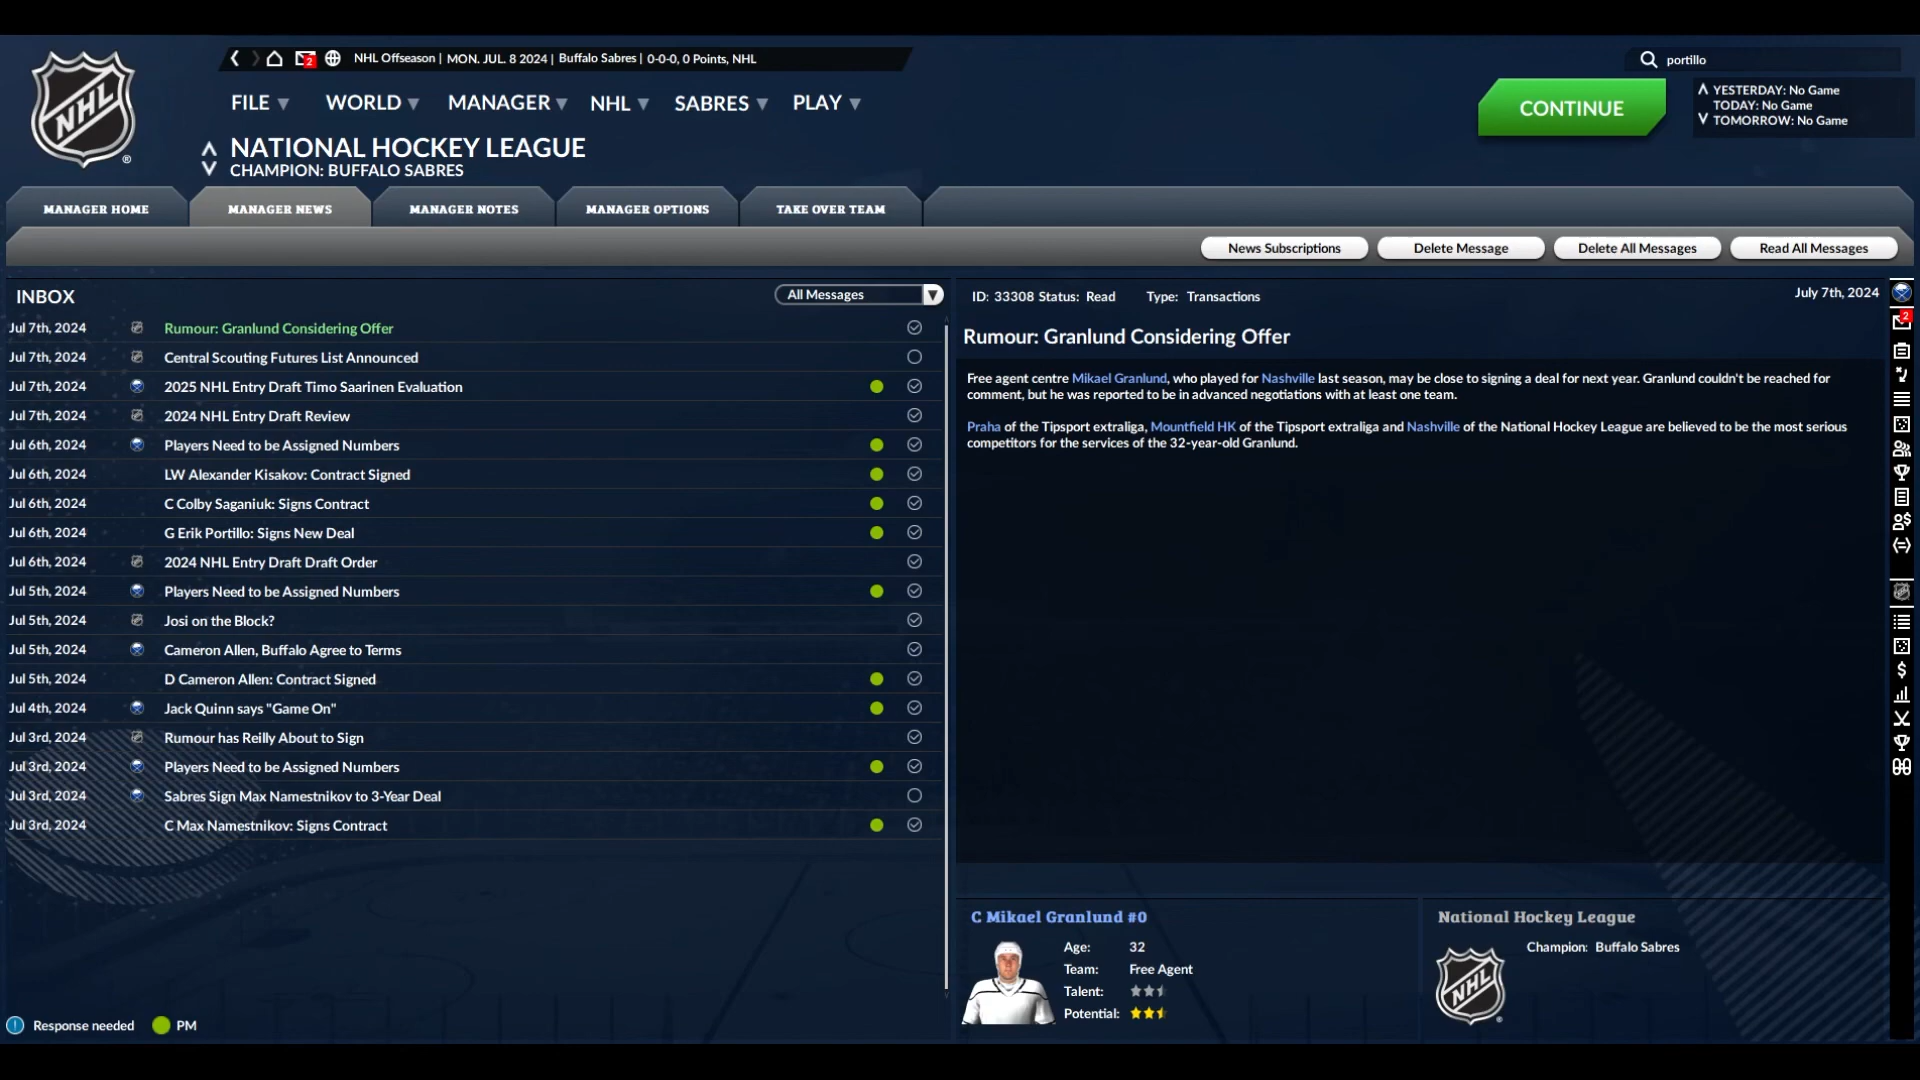 NHL Offseason | MON. JUL. 8 2024 | Buffalo Sabres | 0-0-0, 0 Points, NHL
2
portillo
FILE WORLD MANAGER NHL SABRES PLAY
CONTINUE
YESTERDAY: No Game
TODAY: No Game
TOMORROW: No Game
NHL
®
NATIONAL HOCKEY LEAGUE
CHAMPION: BUFFALO SABRES
MANAGER HOME MANAGER NEWS MANAGER NOTES MANAGER OPTIONS TAKE OVER TEAM
News Subscriptions Delete Message Delete All Messages Read All Messages
INBOX
All Messages
Jul 7th, 2024 Rumour: Granlund Considering Offer
Jul 7th, 2024 Central Scouting Futures List Announced
Jul 7th, 2024 2025 NHL Entry Draft Timo Saarinen Evaluation
Jul 7th, 2024 2024 NHL Entry Draft Review
Jul 6th, 2024 Players Need to be Assigned Numbers
Jul 6th, 2024 LW Alexander Kisakov: Contract Signed
Jul 6th, 2024 C Colby Saganiuk: Signs Contract
Jul 6th, 2024 G Erik Portillo: Signs New Deal
Jul 6th, 2024 2024 NHL Entry Draft Draft Order
Jul 5th, 2024 Players Need to be Assigned Numbers
Jul 5th, 2024 Josi on the Block?
Jul 5th, 2024 Cameron Allen, Buffalo Agree to Terms
Jul 5th, 2024 D Cameron Allen: Contract Signed
Jul 4th, 2024 Jack Quinn says "Game On"
Jul 3rd, 2024 Rumour has Reilly About to Sign
Jul 3rd, 2024 Players Need to be Assigned Numbers
Jul 3rd, 2024 Sabres Sign Max Namestnikov to 3-Year Deal
Jul 3rd, 2024 C Max Namestnikov: Signs Contract
Response needed PM
ID: 33308 Status: Read Type: Transactions
July 7th, 2024
2
Rumour: Granlund Considering Offer
Free agent centre Mikael Granlund, who played for Nashville last season, may be close to signing a deal for next year. Granlund couldn't be reached for
comment, but he was reported to be in advanced negotiations with at least one team.
Praha of the Tipsport extraliga, Mountfield HK of the Tipsport extraliga and Nashville of the National Hockey League are believed to be the most serious
competitors for the services of the 32-year-old Granlund.
C Mikael Granlund #0
Age: 32
Team: Free Agent
Talent:
Potential:
National Hockey League
Champion: Buffalo Sabres
NHL
®